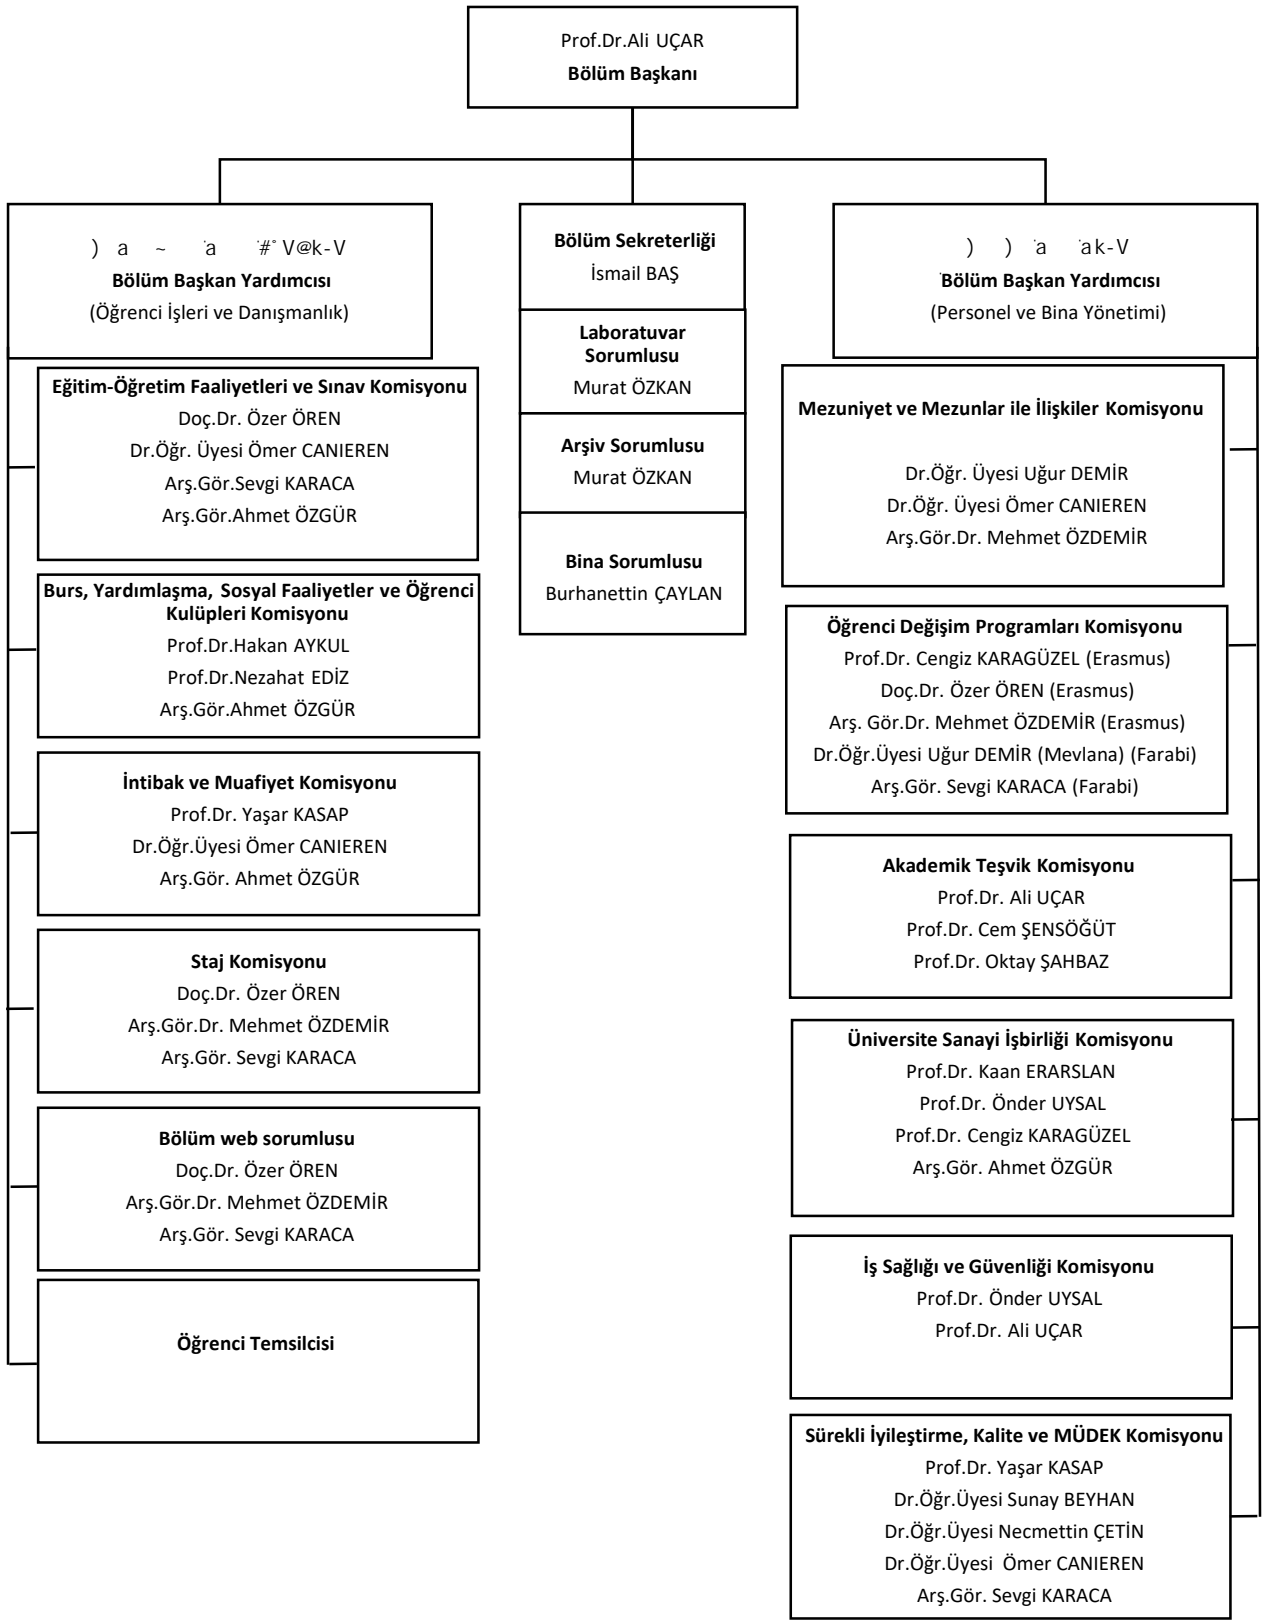 Prof.Dr.Ali UÇAR
Bölüm Başkanı
Bölüm Başkan Yardımcısı
(Öğrenci İşleri ve Danışmanlık)
Eğitim-Öğretim Faaliyetleri ve Sınav Komisyonu
Doç.Dr. Özer ÖREN
Dr.Öğr. Üyesi Ömer CANIEREN
Arş.Gör.Sevgi KARACA
Arş.Gör.Ahmet ÖZGÜR
Burs, Yardımlaşma, Sosyal Faaliyetler ve Öğrenci
Kulüpleri Komisyonu
Prof.Dr.Hakan AYKUL
Prof.Dr.Nezahat EDİZ
Arş.Gör.Ahmet ÖZGÜR
İntibak ve Muafiyet Komisyonu
Prof.Dr. Yaşar KASAP
Dr.Öğr.Üyesi Ömer CANIEREN
Arş.Gör. Ahmet ÖZGÜR
Staj Komisyonu
Doç.Dr. Özer ÖREN
Arş.Gör.Dr. Mehmet ÖZDEMİR
Arş.Gör. Sevgi KARACA
Bölüm web sorumlusu
Doç.Dr. Özer ÖREN
Arş.Gör.Dr. Mehmet ÖZDEMİR
Arş.Gör. Sevgi KARACA
Öğrenci Temsilcisi
Bölüm Sekreterliği
İsmail BAŞ
Laboratuvar
Sorumlusu
Murat ÖZKAN
Arşiv Sorumlusu
Murat ÖZKAN
Bina Sorumlusu
Burhanettin ÇAYLAN
Bölüm Başkan Yardımcısı
(Personel ve Bina Yönetimi)
Mezuniyet ve Mezunlar ile İlişkiler Komisyonu
Dr.Öğr. Üyesi Uğur DEMİR
Dr.Öğr. Üyesi Ömer CANIEREN
Arş.Gör.Dr. Mehmet ÖZDEMİR
Öğrenci Değişim Programları Komisyonu
Prof.Dr. Cengiz KARAGÜZEL (Erasmus)
Doç.Dr. Özer ÖREN (Erasmus)
Arş. Gör.Dr. Mehmet ÖZDEMİR (Erasmus)
Dr.Öğr.Üyesi Uğur DEMİR (Mevlana) (Farabi)
Arş.Gör. Sevgi KARACA (Farabi)
Akademik Teşvik Komisyonu
Prof.Dr. Ali UÇAR
Prof.Dr. Cem ŞENSÖĞÜT
Prof.Dr. Oktay ŞAHBAZ
Üniversite Sanayi İşbirliği Komisyonu
Prof.Dr. Kaan ERARSLAN
Prof.Dr. Önder UYSAL
Prof.Dr. Cengiz KARAGÜZEL
Arş.Gör. Ahmet ÖZGÜR
İş Sağlığı ve Güvenliği Komisyonu
Prof.Dr. Önder UYSAL
Prof.Dr. Ali UÇAR
Sürekli İyileştirme, Kalite ve MÜDEK Komisyonu
Prof.Dr. Yaşar KASAP
Dr.Öğr.Üyesi Sunay BEYHAN
Dr.Öğr.Üyesi Necmettin ÇETİN
Dr.Öğr.Üyesi Ömer CANIEREN
Arş.Gör. Sevgi KARACA